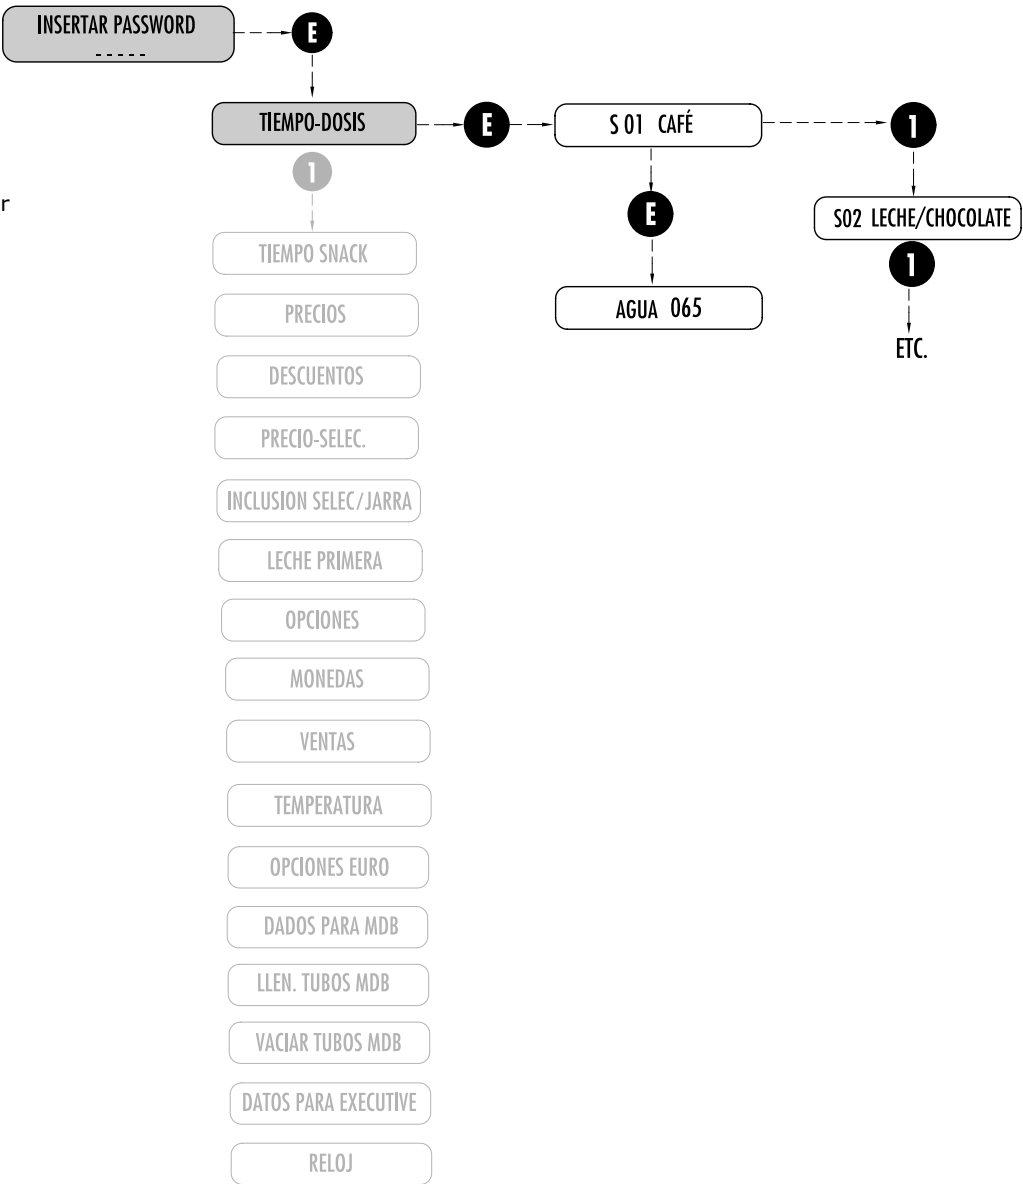 INSERTAR PASSWORD
- - - - -
E
TIEMPO-DOSIS
E
S 01 CAFÉ
1
1
r
E
S02 LECHE/CHOCOLATE
1
TIEMPO SNACK
AGUA 065
ETC.
PRECIOS
DESCUENTOS
PRECIO-SELEC.
INCLUSION SELEC/JARRA
LECHE PRIMERA
OPCIONES
MONEDAS
VENTAS
TEMPERATURA
OPCIONES EURO
DADOS PARA MDB
LLEN. TUBOS MDB
VACIAR TUBOS MDB
DATOS PARA EXECUTIVE
RELOJ